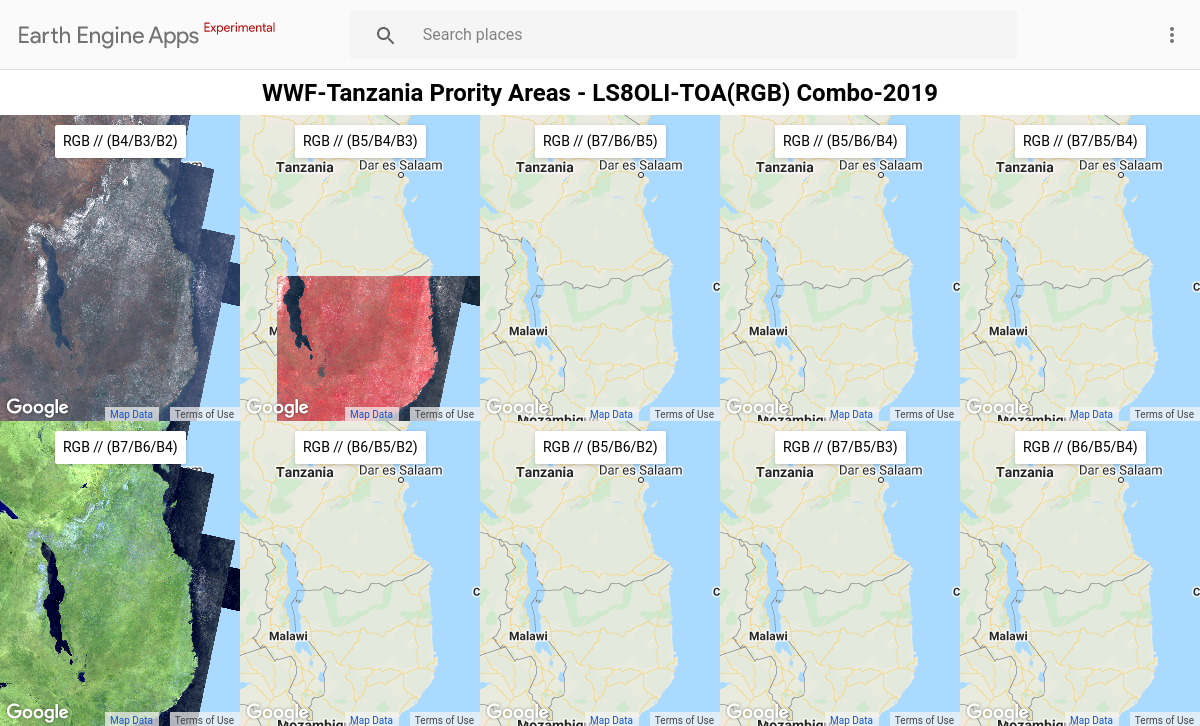 Earth Engine Apps Experimental
Search places
WWF-Tanzania Prority Areas - LS8OLI-TOA(RGB) Combo-2019
RGB // (B4/B3/B2)
Google
Map Data
Terms of Use
RGB // (B5/B4/B3)
Tanzania
Dar es Salaam
Google
Map Data
Terms of Use
RGB // (B7/B6/B5)
Tanzania
Dar es Salaam
Malawi
Google
Map Data
Terms of Use
RGB // (B5/B6/B4)
Tanzania
Dar es Salaam
Malawi
Google
Map Data
Terms of Use
RGB // (B7/B5/B4)
Tanzania
Dar es Salaam
Malawi
Google
Map Data
Terms of Use
RGB // (B7/B6/B4)
Google
Map Data
Terms of Use
RGB // (B6/B5/B2)
Tanzania
Dar es Salaam
Malawi
Google
Map Data
Terms of Use
RGB // (B5/B6/B2)
Tanzania
Dar es Salaam
Malawi
Google
Map Data
Terms of Use
RGB // (B7/B5/B3)
Tanzania
Dar es Salaam
Malawi
Google
Map Data
Terms of Use
RGB // (B6/B5/B4)
Tanzania
Dar es Salaam
Malawi
Google
Map Data
Terms of Use